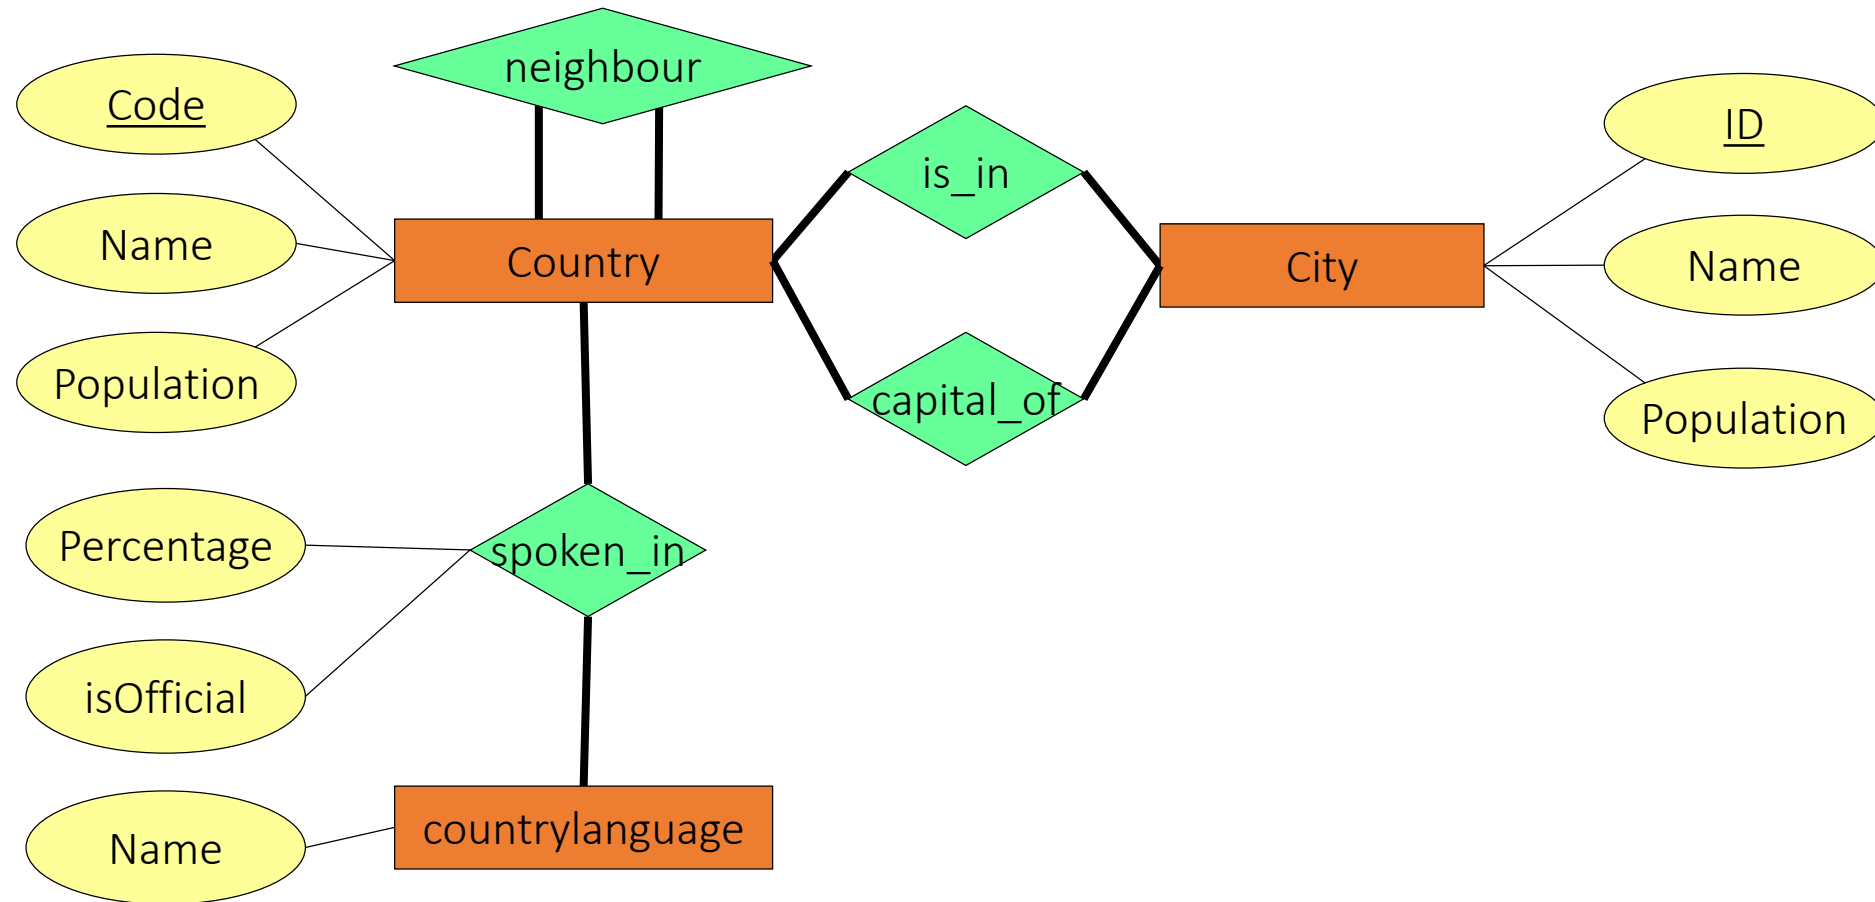 neighbour
Code
ID
is_in
Name
Country
City
Name
Population
capital_of
Population
Percentage
spoken_in
isOfficial
countrylanguage
Name